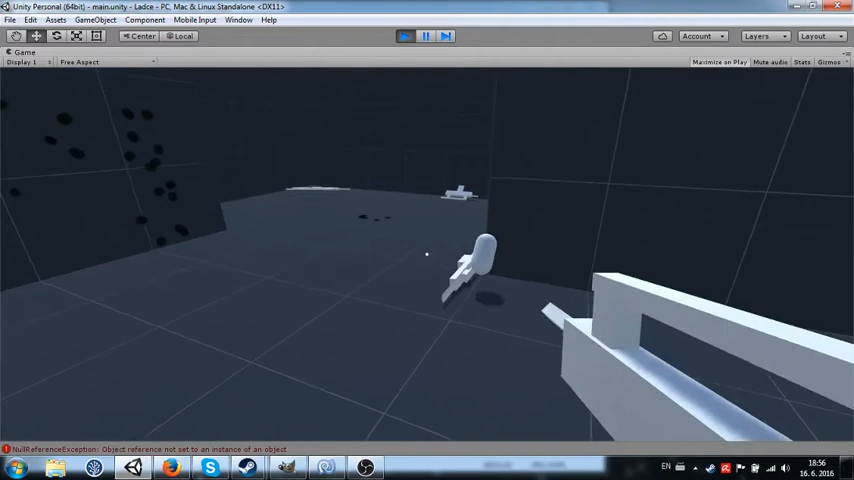 Unity Personal (64bit) - main.unity - Ladce - PC, Mac & Linux Standalone <DX11>
File Edit Assets GameObject Component Mobile Input Window Help
Center Local Account Layers Layout
Game
Display 1 Free Aspect Maximize on Play Mute audio Stats Gizmos
NullReferenceException: Object reference not set to an instance of an object
EN 18:56
16. 6. 2016